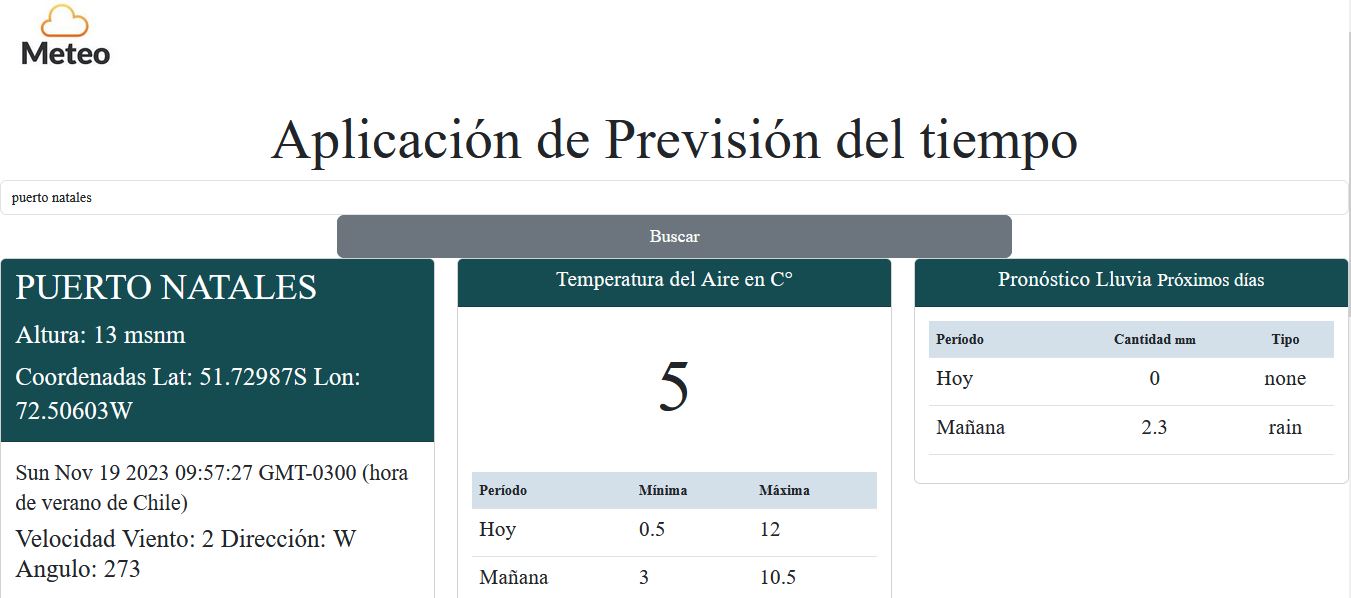 Meteo
Aplicación de Previsión del tiempo
puerto natales
Buscar
PUERTO NATALES
Altura: 13 msnm
Coordenadas Lat: 51.72987S Lon:
72.50603W
Sun Nov 19 2023 09:57:27 GMT-0300 (hora
de verano de Chile)
Velocidad Viento: 2 Dirección: W
Angulo: 273
Temperatura del Aire en C°
5
Período Mínima Máxima
Hoy 0.5 12
Mañana 3 10.5
Pronóstico Lluvia Próximos días
Período Cantidad mm Tipo
Hoy 0 none
Mañana 2.3 rain